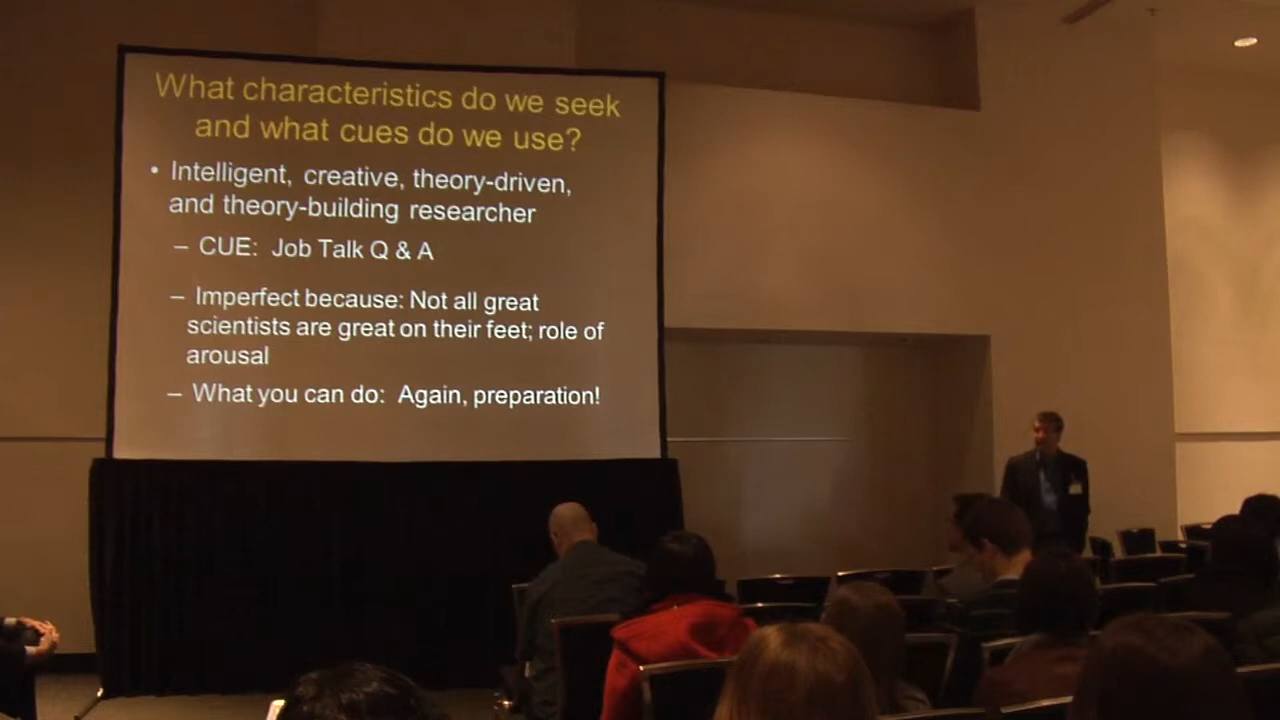 What characteristics do we seek
and what cues do we use?
• Intelligent, creative, theory-driven,
and theory-building researcher
– CUE: Job Talk Q & A
– Imperfect because: Not all great
scientists are great on their feet; role of
arousal
– What you can do: Again, preparation!